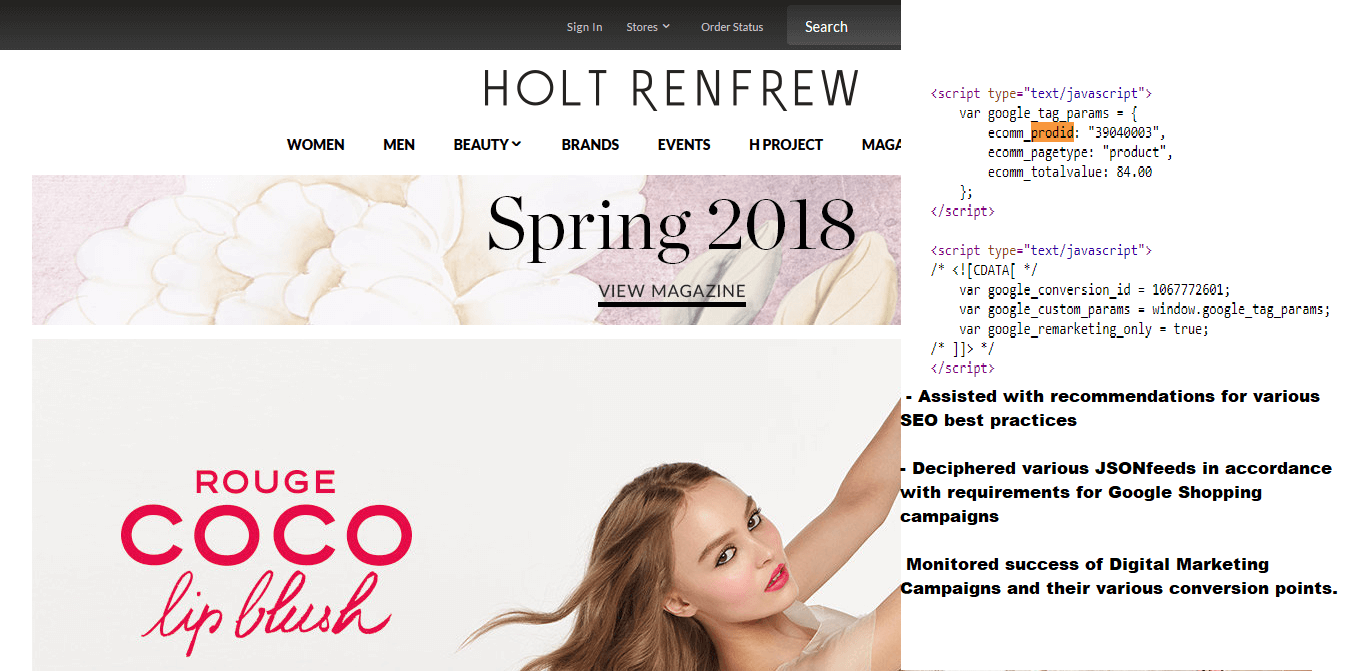 Sign In Stores Order Status Search
HOLT RENFREW
WOMEN MEN BEAUTY BRANDS EVENTS H PROJECT MAGA
Spring 2018
VIEW MAGAZINE
ROUGE
COCO
lip blush
<script type="text/javascript">
var google_tag_params = {
ecomm_prodid: "39040003",
ecomm_pagetype: "product",
ecomm_totalvalue: 84.00
};
</script>
<script type="text/javascript">
/* <![CDATA[ */
var google_conversion_id = 1067772601;
var google_custom_params = window.google_tag_params;
var google_remarketing_only = true;
/* ]]> */
</script>
- Assisted with recommendations for various
SEO best practices
- Deciphered various JSONfeeds in accordance
with requirements for Google Shopping
campaigns
Monitored success of Digital Marketing
Campaigns and their various conversion points.